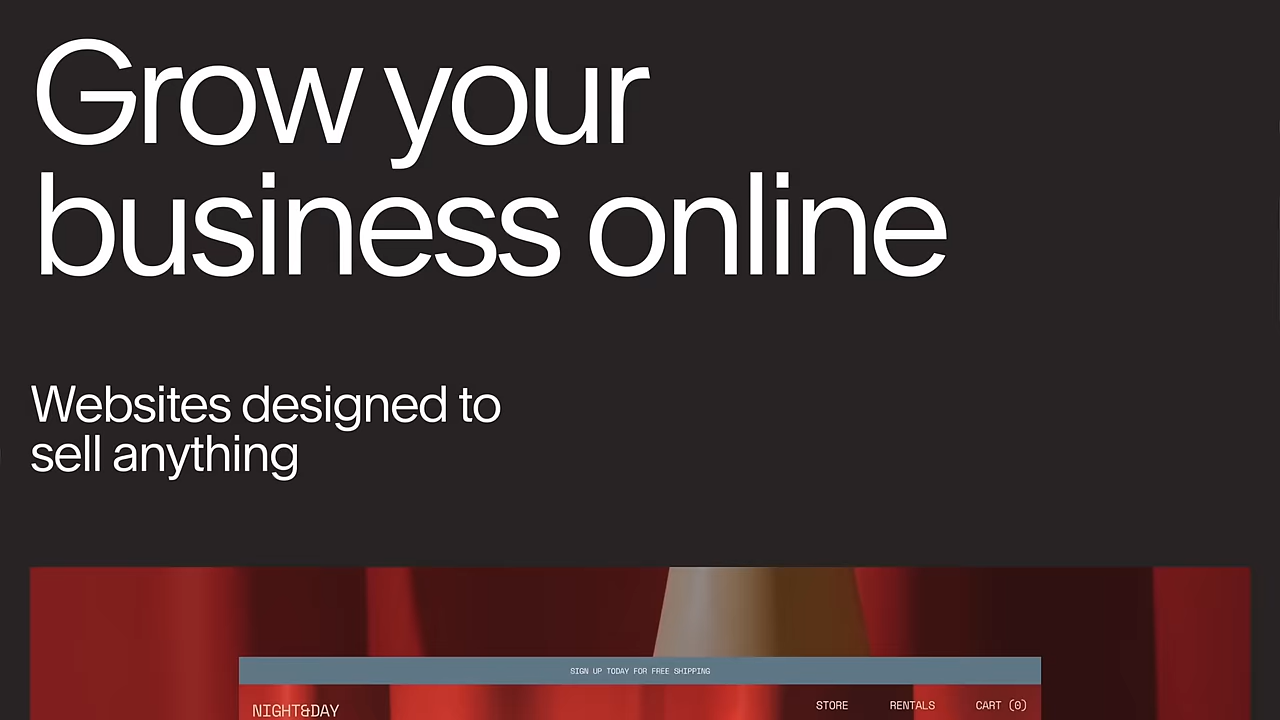 Grow your
business online
Websites designed to
sell anything
SIGN UP TODAY FOR FREE SHIPPING
NIGHT&DAY
STORE RENTALS CART (0)